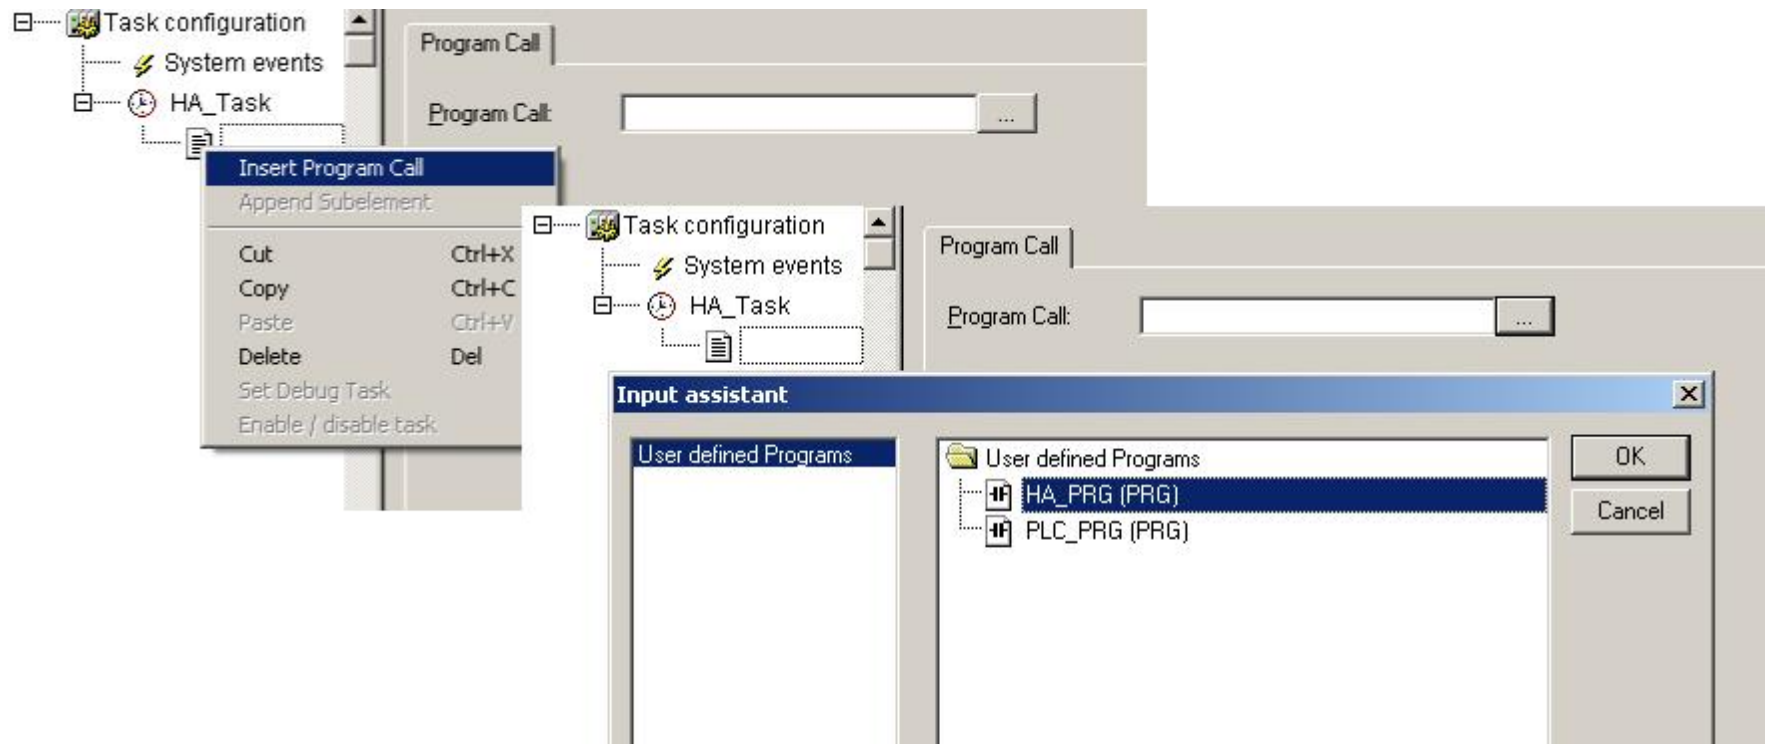 Task configuration
System events
HA_Task
Program Call
Program Call:
...
Insert Program Call
Append Subelement
Cut Ctrl+X
Copy Ctrl+C
Paste Ctrl+V
Delete Del
Set Debug Task
Enable / disable task
Task configuration
System events
HA_Task
Program Call
Program Call:
...
Input assistant
User defined Programs
User defined Programs
HA_PRG (PRG)
PLC_PRG (PRG)
OK
Cancel